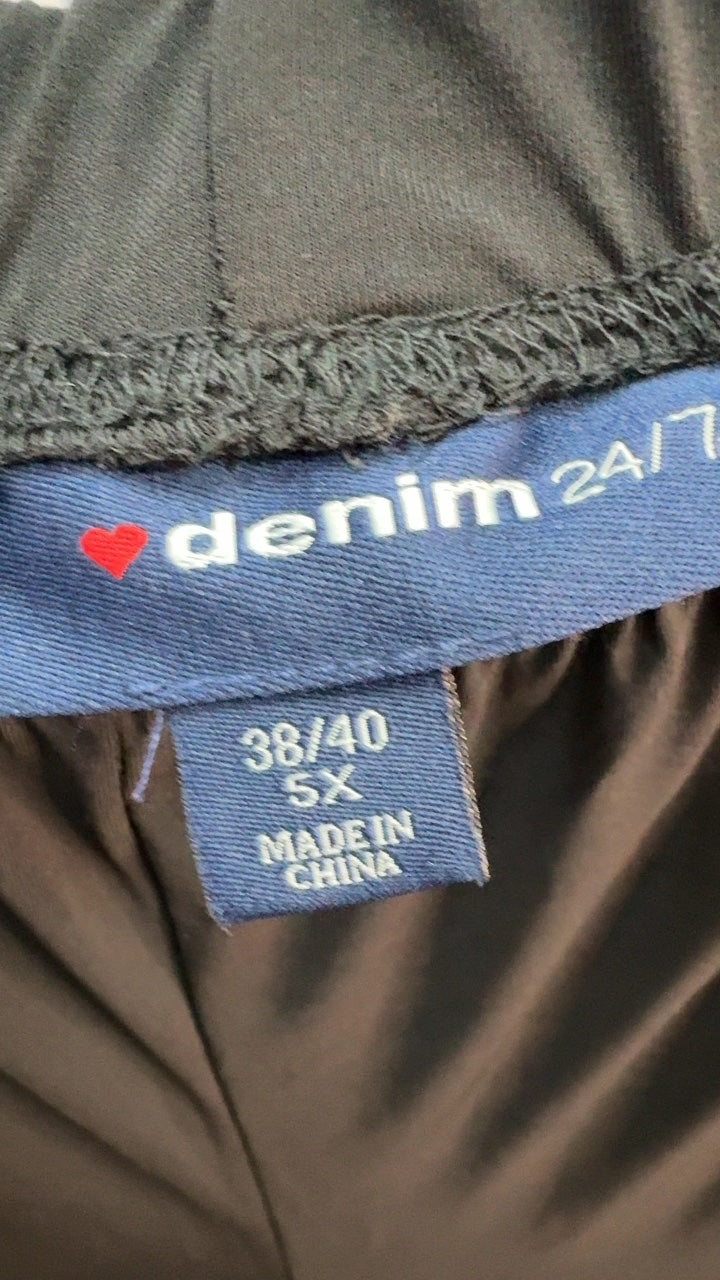 denim 24/7
38/40
5X
MADE IN
CHINA